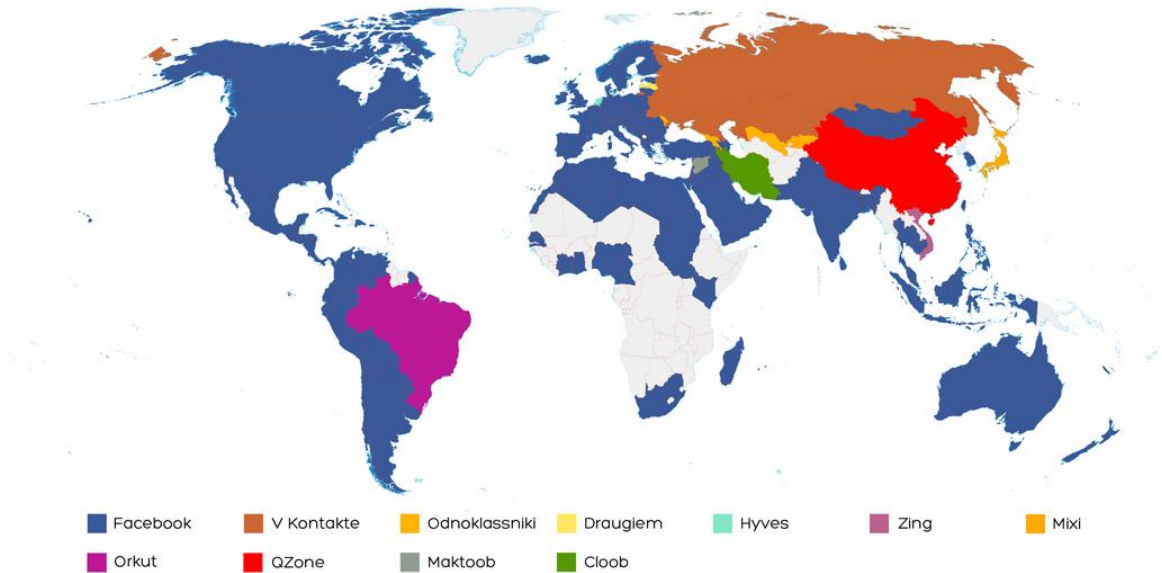 Facebook V Kontakte Odnoklassniki Draugiem Hyves Zing Mixi
Orkut QZone Maktoob Cloob